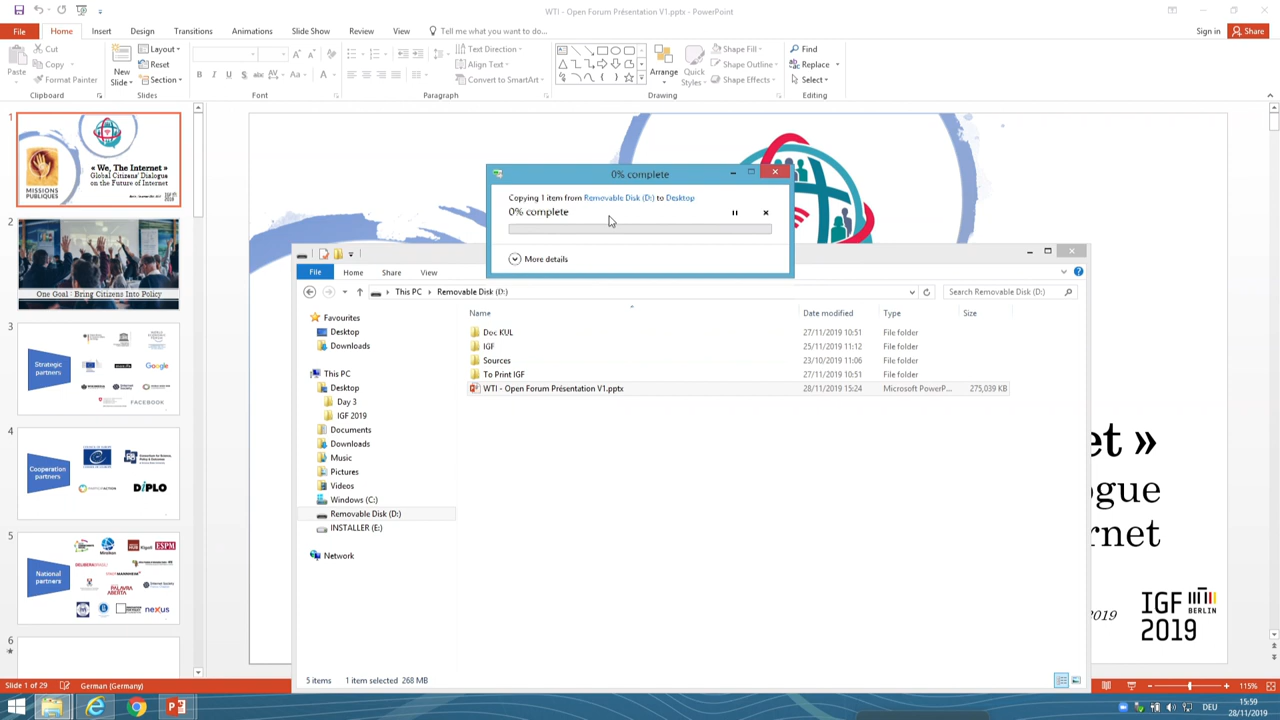 WTI - Open Forum Présentation V1.pptx - PowerPoint
File
Home
Insert
Design
Transitions
Animations
Slide Show
Review
View
Tell me what you want to do...
Sign in
Share
Paste
Cut
Copy
Format Painter
Clipboard
New Slide
Layout
Reset
Section
Slides
Font
Text Direction
Align Text
Convert to SmartArt
Paragraph
Arrange
Quick Styles
Shape Fill
Shape Outline
Shape Effects
Drawing
Find
Replace
Select
Editing
1
« We, The Internet »
Global Citizens' Dialogue
on the Future of Internet
MISSIONS
PUBLIQUES
2
One Goal : Bring Citizens Into Policy
3
Strategic
partners
Google
FACEBOOK
4
Cooperation
partners
DiPLO
5
National
partners
ESPM
nexus
6
0% complete
Copying 1 item from Removable Disk (D:) to Desktop
0% complete
More details
File
Home
Share
View
This PC
Removable Disk (D:)
Search Removable Disk (D:)
Name
Date modified
Type
Size
Favourites
Desktop
Downloads
This PC
Desktop
Day 3
IGF 2019
Documents
Downloads
Music
Pictures
Videos
Windows (C:)
Removable Disk (D:)
INSTALLER (E:)
Network
Doc KUL 27/11/2019 10:51 File folder
IGF 25/11/2019 11:12 File folder
Sources 23/10/2019 11:06 File folder
To Print IGF 27/11/2019 10:51 File folder
WTI - Open Forum Présentation V1.pptx 28/11/2019 15:24 Microsoft PowerP... 275,039 KB
5 items 1 item selected 268 MB
et »
ogue
rnet
2019
IGF
BERLIN
2019
Slide 1 of 29
German (Germany)
115%
DEU
15:59
28/11/2019